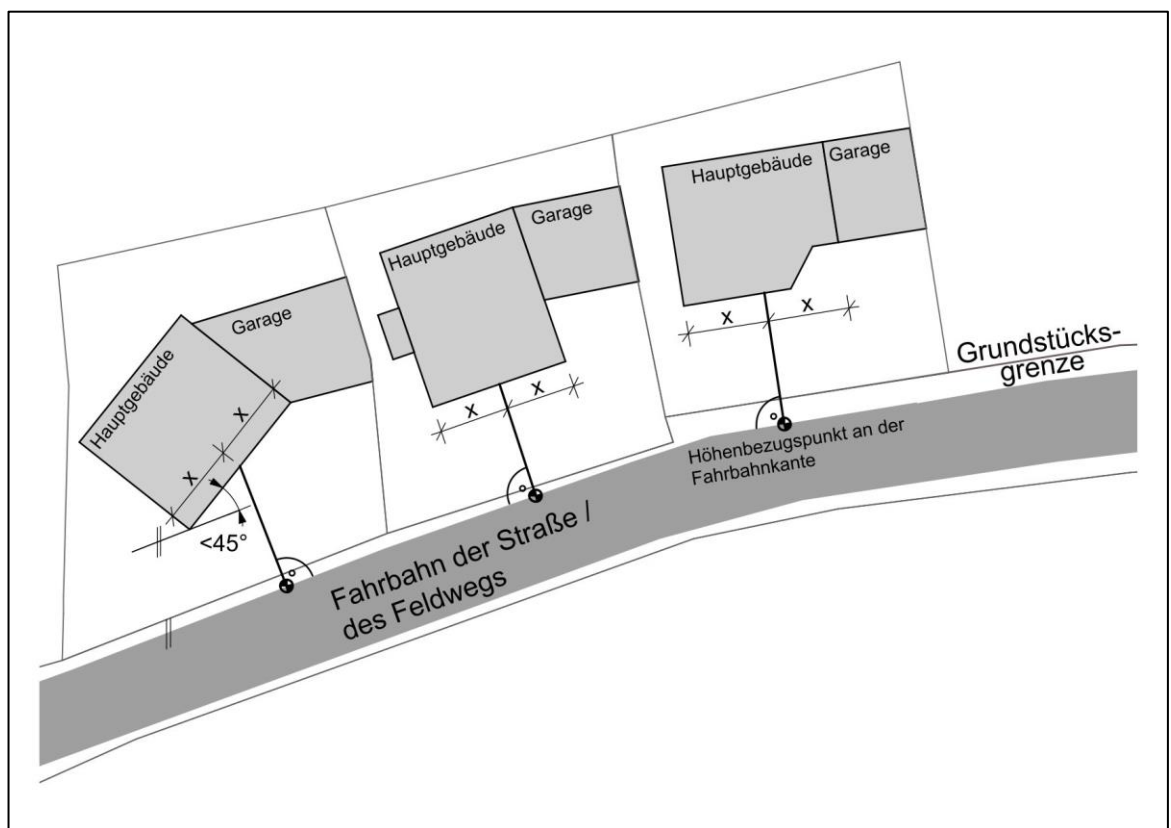 Hauptgebäude
Garage
x
x
<45°
Hauptgebäude
Garage
x
x
Hauptgebäude
Garage
x
x
Grundstücks-
grenze
Höhenbezugspunkt an der
Fahrbahnkante
Fahrbahn der Straße /
des Feldwegs